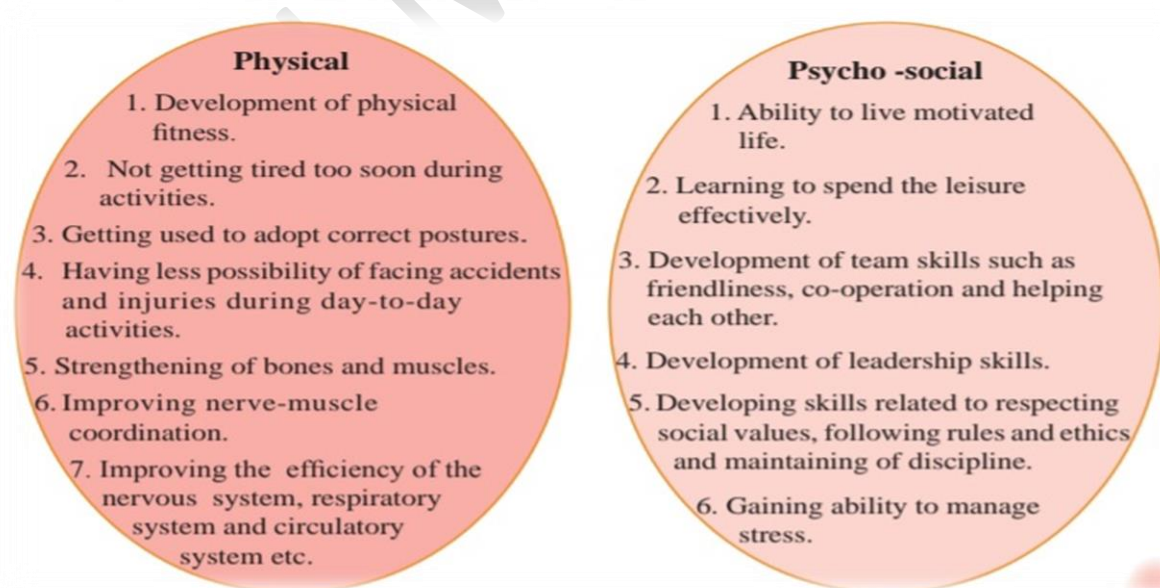 Physical
1. Development of physical
fitness.
2. Not getting tired too soon during
activities.
3. Getting used to adopt correct postures.
4. Having less possibility of facing accidents
and injuries during day-to-day
activities.
5. Strengthening of bones and muscles.
6. Improving nerve-muscle
coordination.
7. Improving the efficiency of the
nervous system, respiratory
system and circulatory
system etc.
Psycho -social
1. Ability to live motivated
life.
2. Learning to spend the leisure
effectively.
3. Development of team skills such as
friendliness, co-operation and helping
each other.
4. Development of leadership skills.
5. Developing skills related to respecting
social values, following rules and ethics
and maintaining of discipline.
6. Gaining ability to manage
stress.